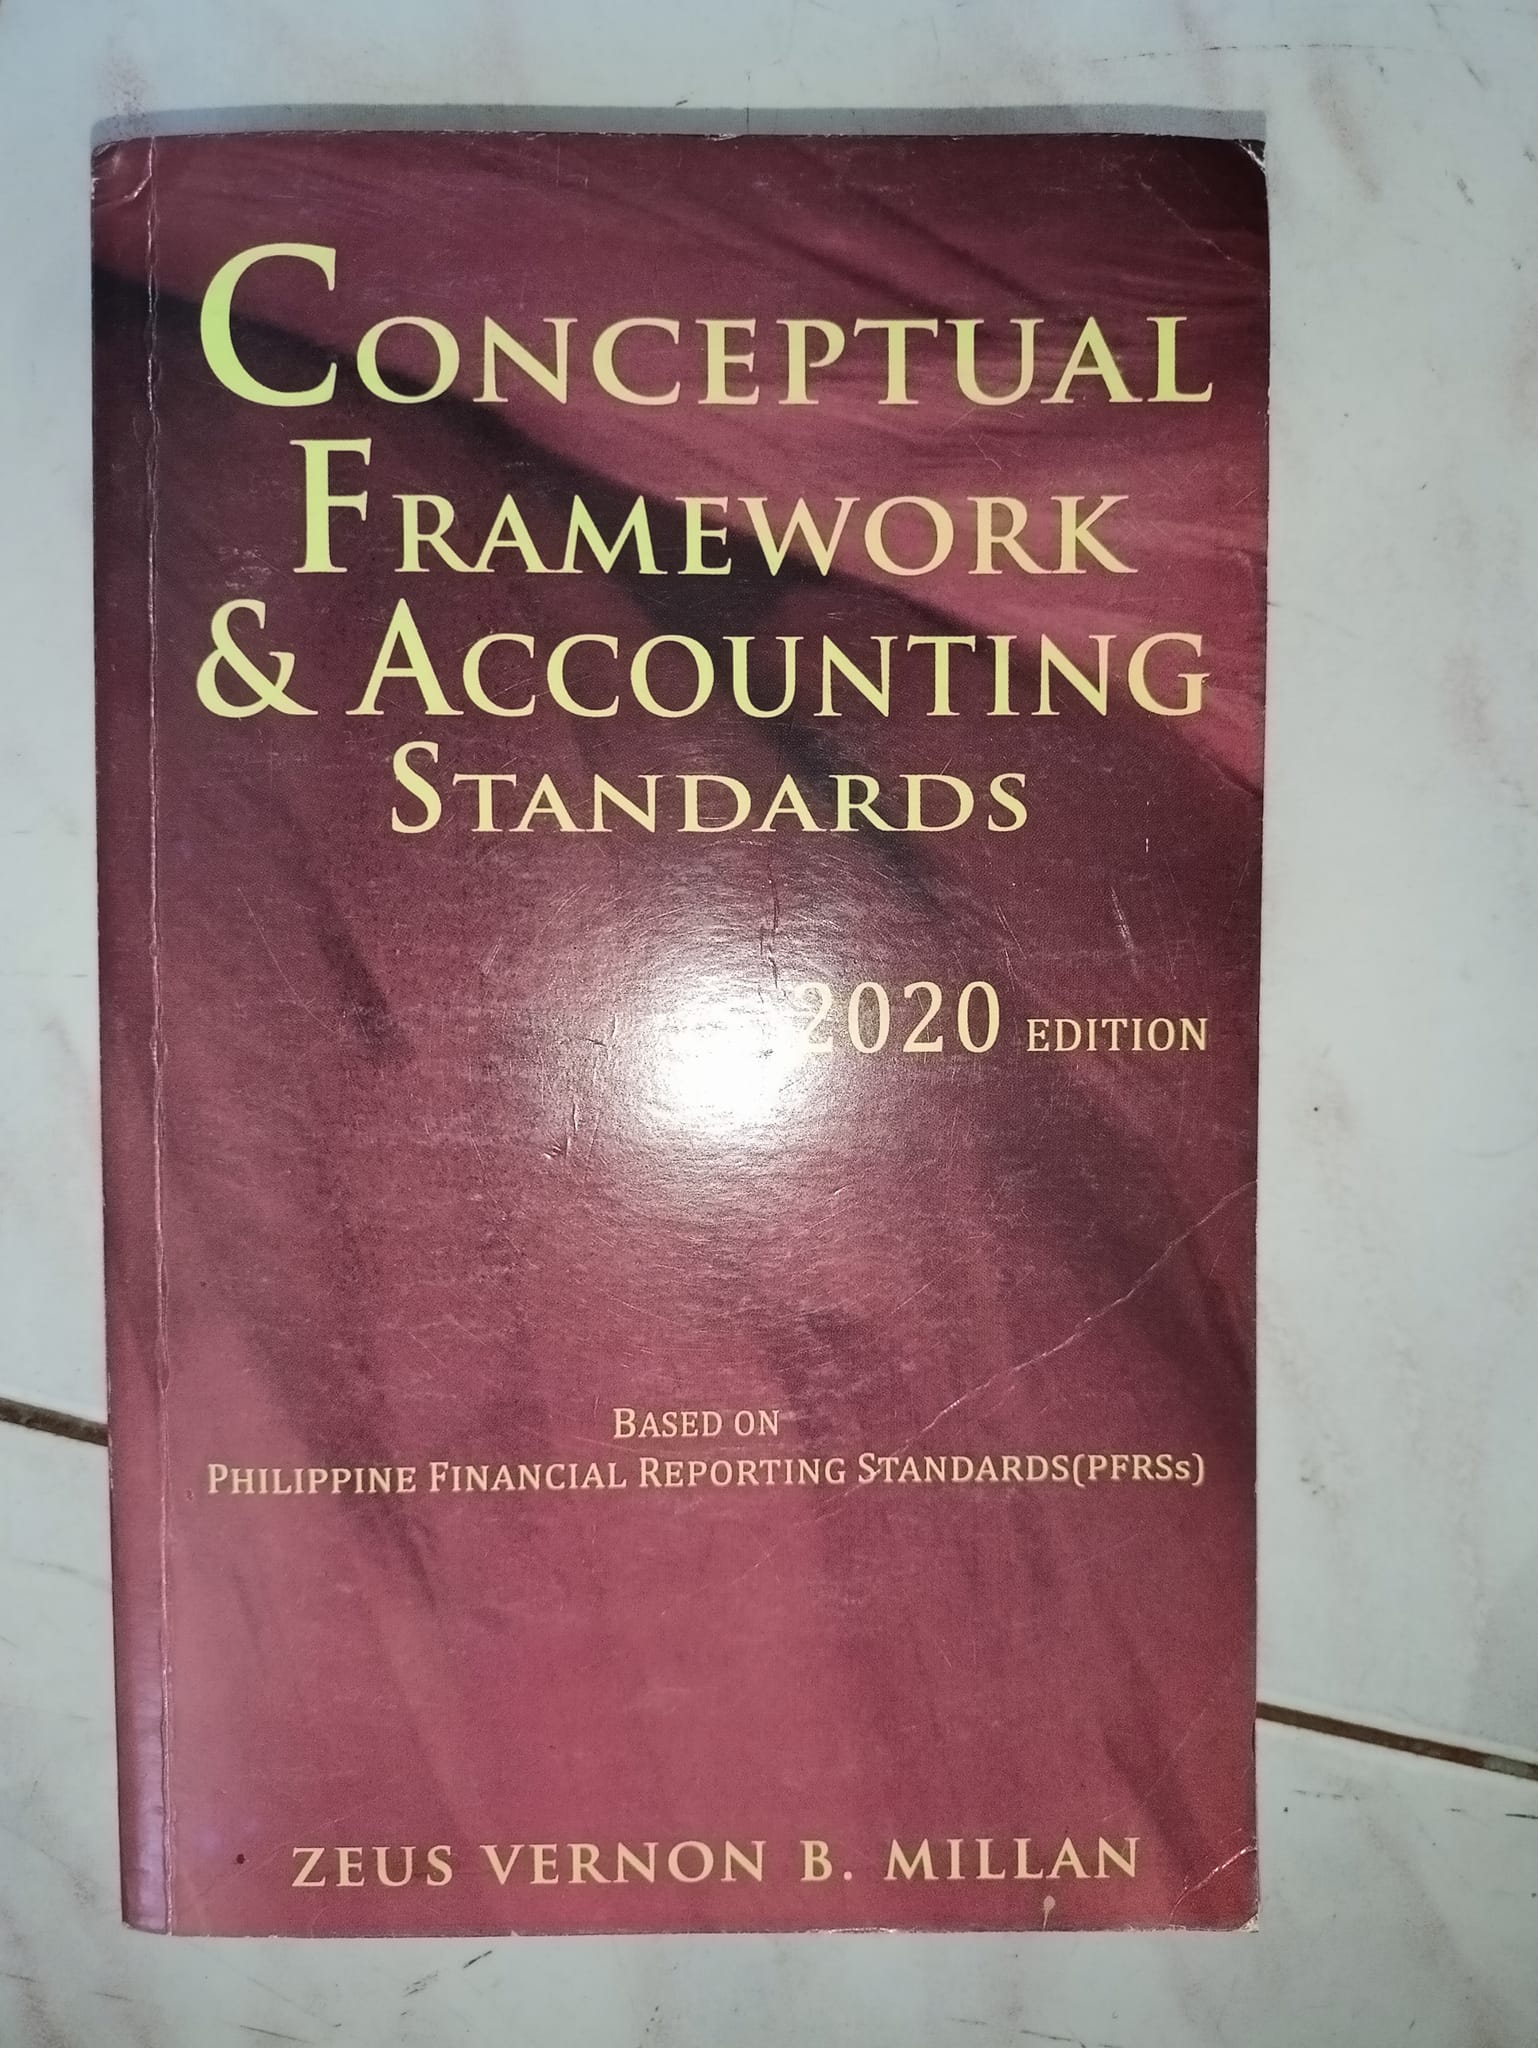 CONCEPTUAL
FRAMEWORK
& ACCOUNTING
STANDARDS
2020 EDITION
BASED ON
PHILIPPINE FINANCIAL REPORTING STANDARDS(PFRSs)
ZEUS VERNON B. MILLAN